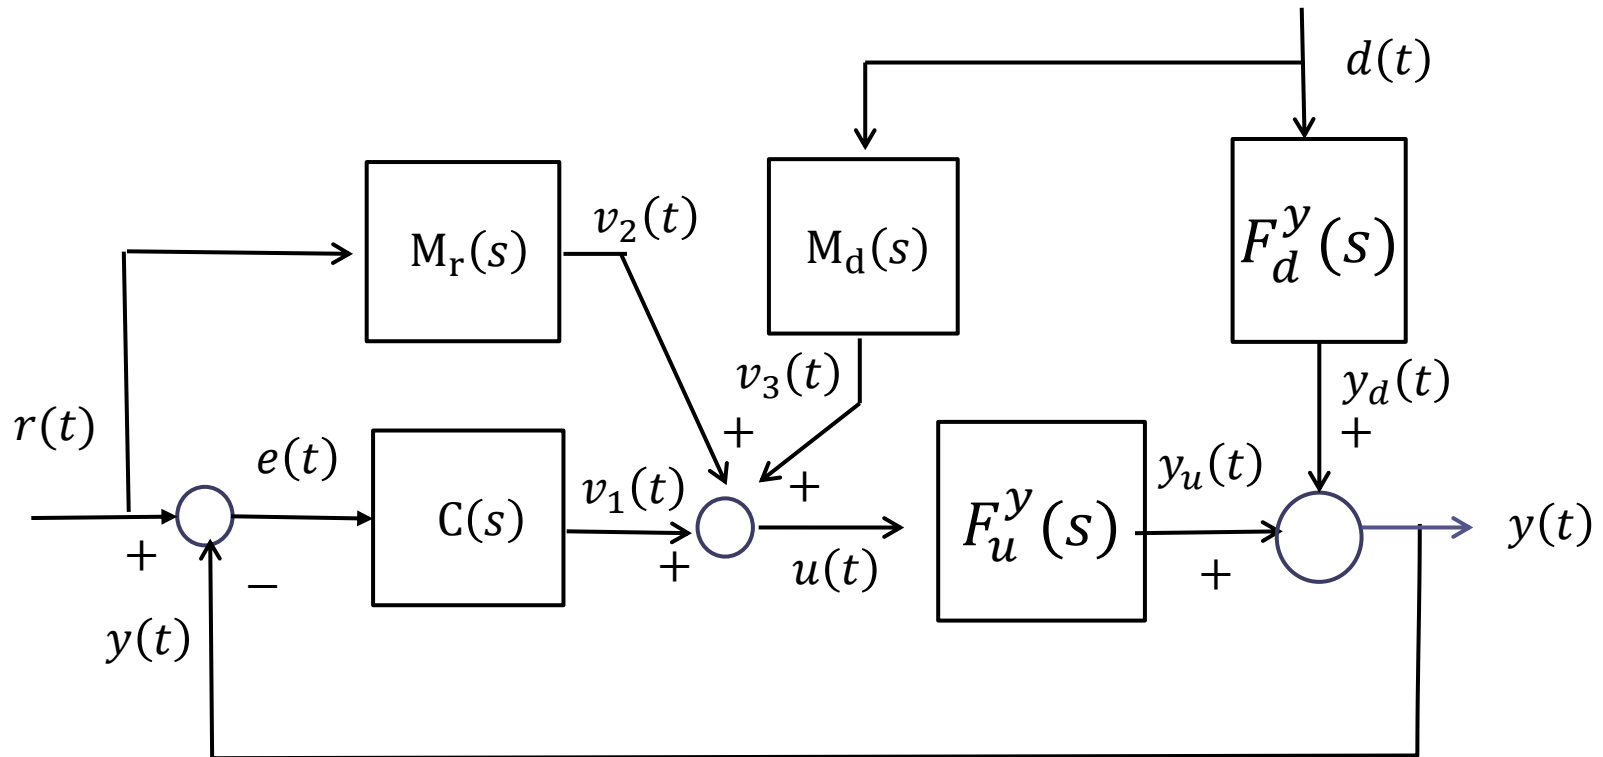 d(t)
M_r(s)
v_2(t)
M_d(s)
F_d^y(s)
v_3(t)
y_d(t)
r(t)
+
+
e(t)
C(s)
v_1(t)
+
F_u^y(s)
y_u(t)
y(t)
+
−
+
u(t)
+
y(t)